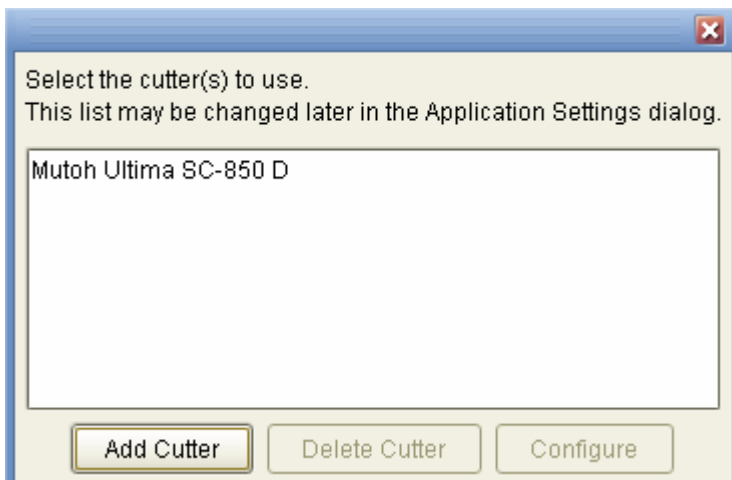 Select the cutter(s) to use.
This list may be changed later in the Application Settings dialog.
Mutoh Ultima SC-850 D
Add Cutter
Delete Cutter
Configure